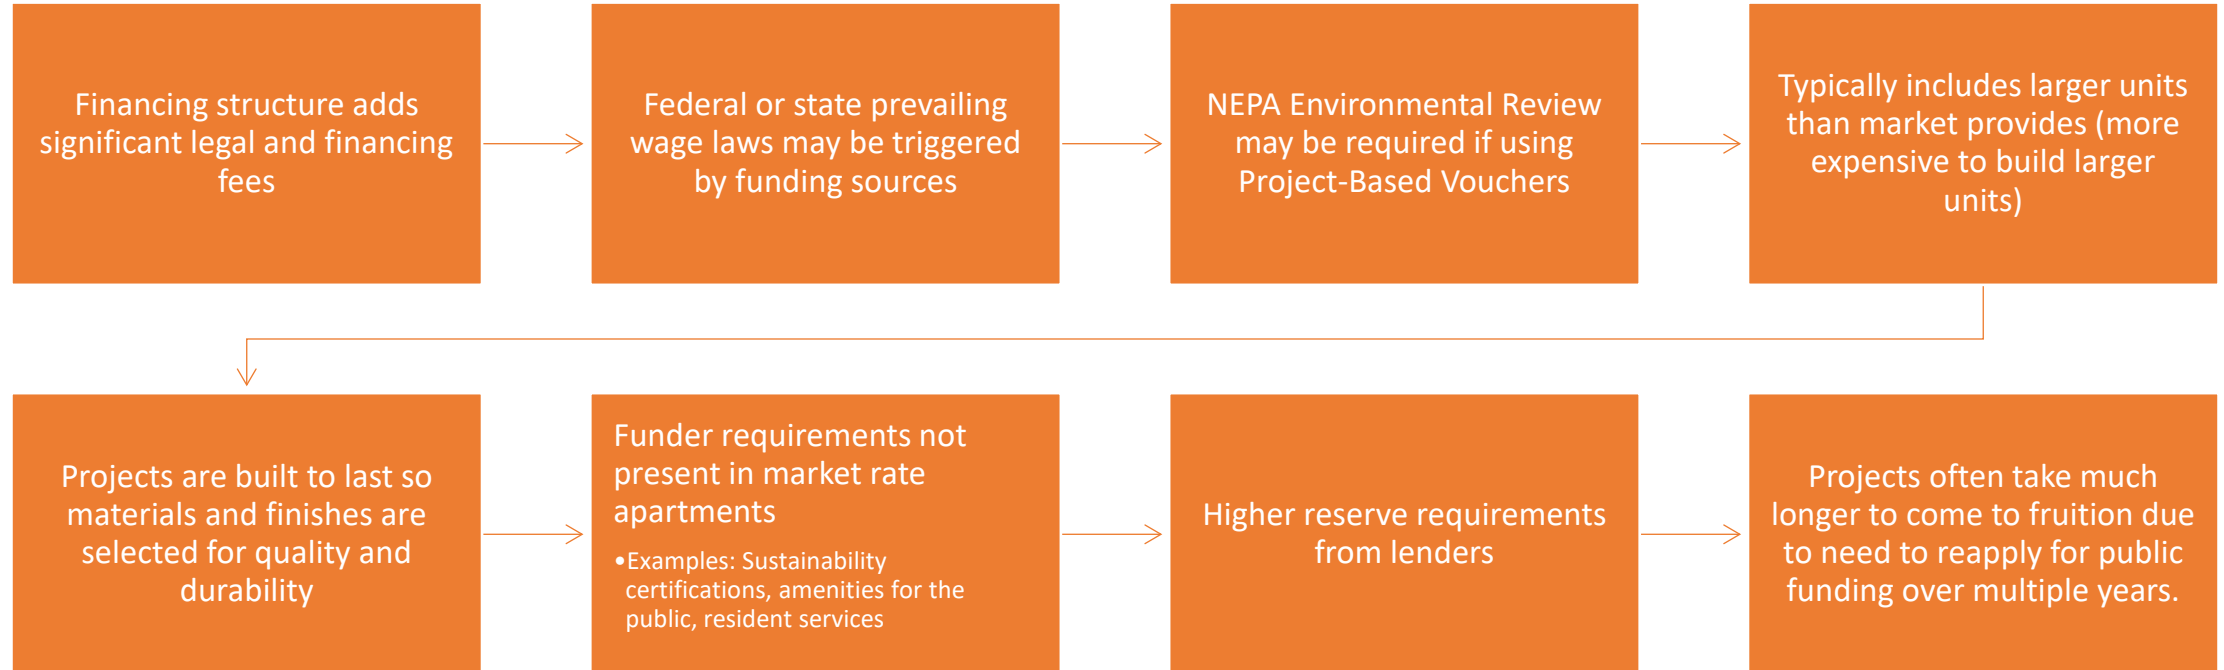 Financing structure adds
significant legal and financing
fees
Federal or state prevailing
wage laws may be triggered
by funding sources
NEPA Environmental Review
may be required if using
Project-Based Vouchers
Typically includes larger units
than market provides (more
expensive to build larger
units)
Projects are built to last so
materials and finishes are
selected for quality and
durability
Funder requirements not
present in market rate
apartments
•Examples: Sustainability
certifications, amenities for the
public, resident services
Higher reserve requirements
from lenders
Projects often take much
longer to come to fruition due
to need to reapply for public
funding over multiple years.